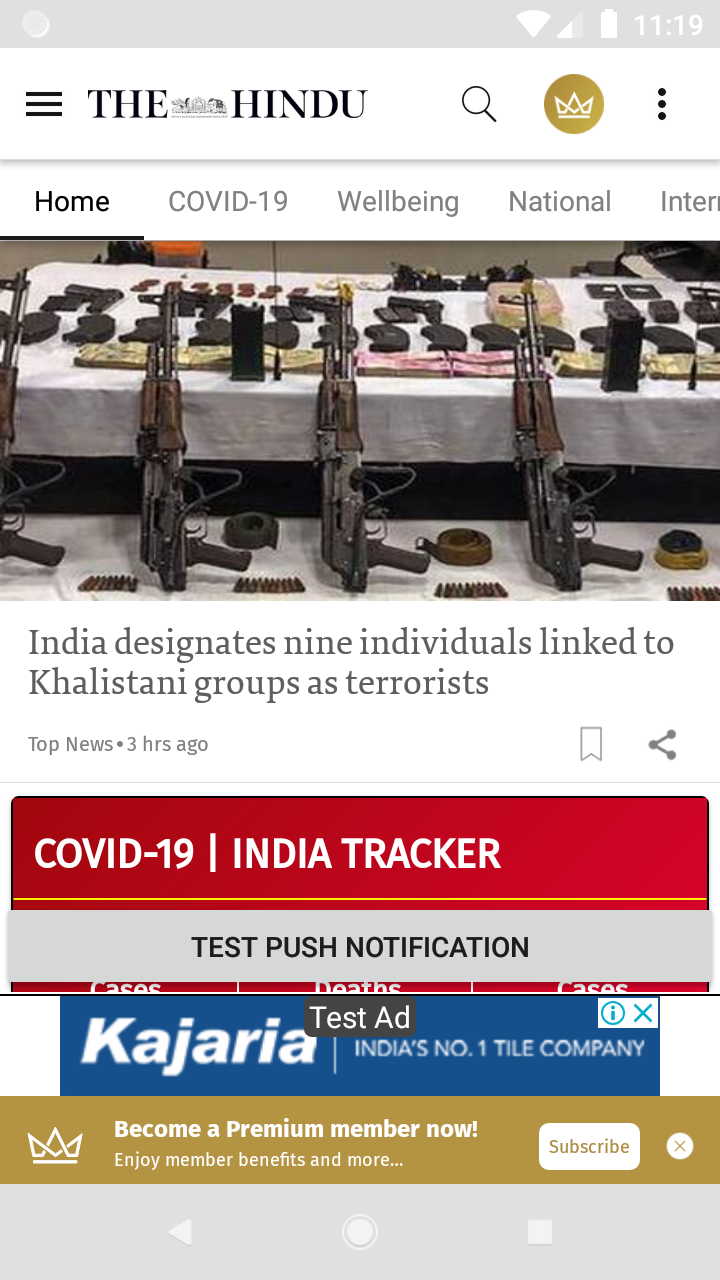 11:19
THE HINDU
Home COVID-19 Wellbeing National Inter
India designates nine individuals linked to
Khalistani groups as terrorists
Top News • 3 hrs ago
COVID-19 | INDIA TRACKER
TEST PUSH NOTIFICATION
Cases Deaths Cases
Test Ad
Kajaria INDIA'S NO. 1 TILE COMPANY
Become a Premium member now!
Enjoy member benefits and more...
Subscribe